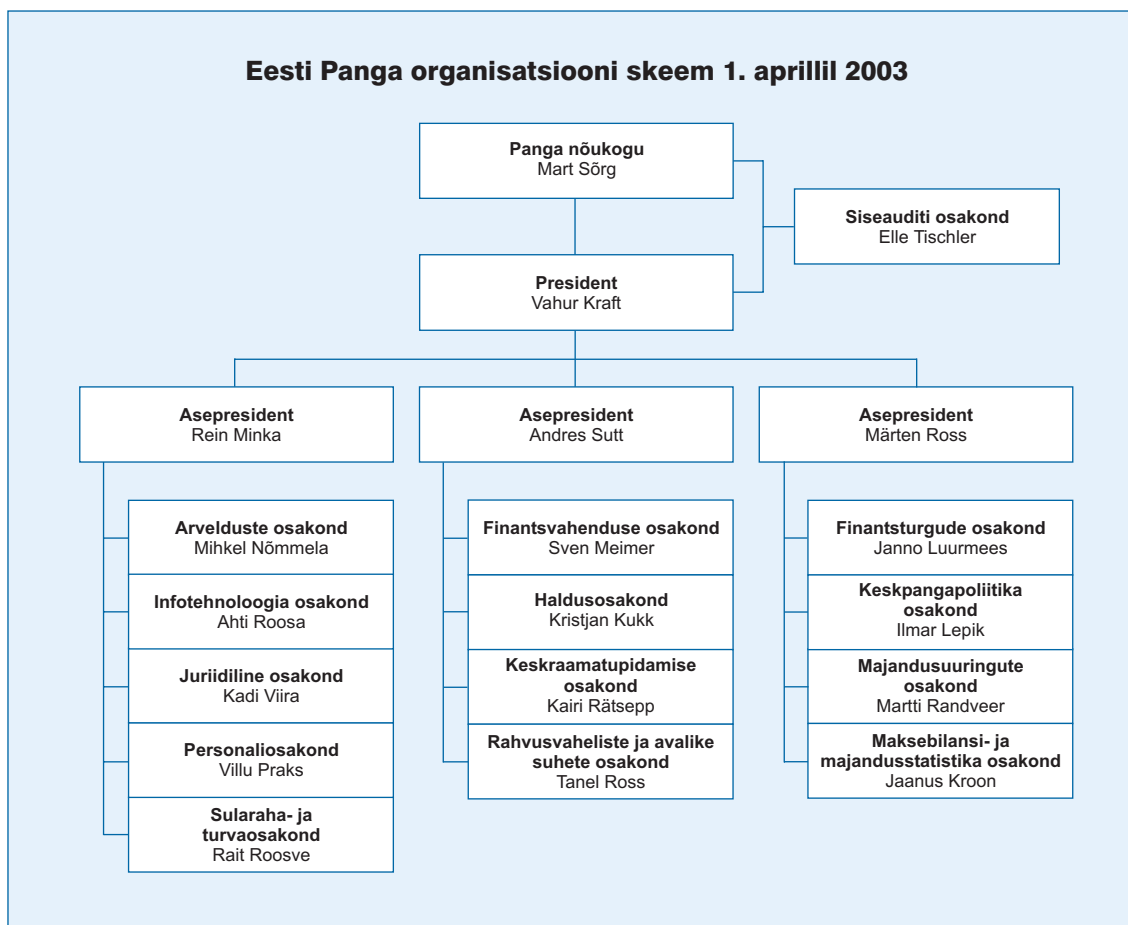 Eesti Panga organisatsiooni skeem 1. aprillil 2003
Panga nõukogu
Mart Sõrg
Siseauditi osakond
Elle Tischler
President
Vahur Kraft
Asepresident
Rein Minka
Asepresident
Andres Sutt
Asepresident
Märten Ross
Arvelduste osakond
Mihkel Nõmmela
Infotehnoloogia osakond
Ahti Roosa
Juriidiline osakond
Kadi Viira
Personaliosakond
Villu Praks
Sularaha- ja
turvaosakond
Rait Roosve
Finantsvahenduse osakond
Sven Meimer
Haldusosakond
Kristjan Kukk
Keskraamatupidamise
osakond
Kairi Rätsepp
Rahvusvaheliste ja avalike
suhete osakond
Tanel Ross
Finantsturgude osakond
Janno Luurmees
Keskpangapoliitika
osakond
Ilmar Lepik
Majandusuuringute
osakond
Martti Randveer
Maksebilansi- ja
majandusstatistika osakond
Jaanus Kroon